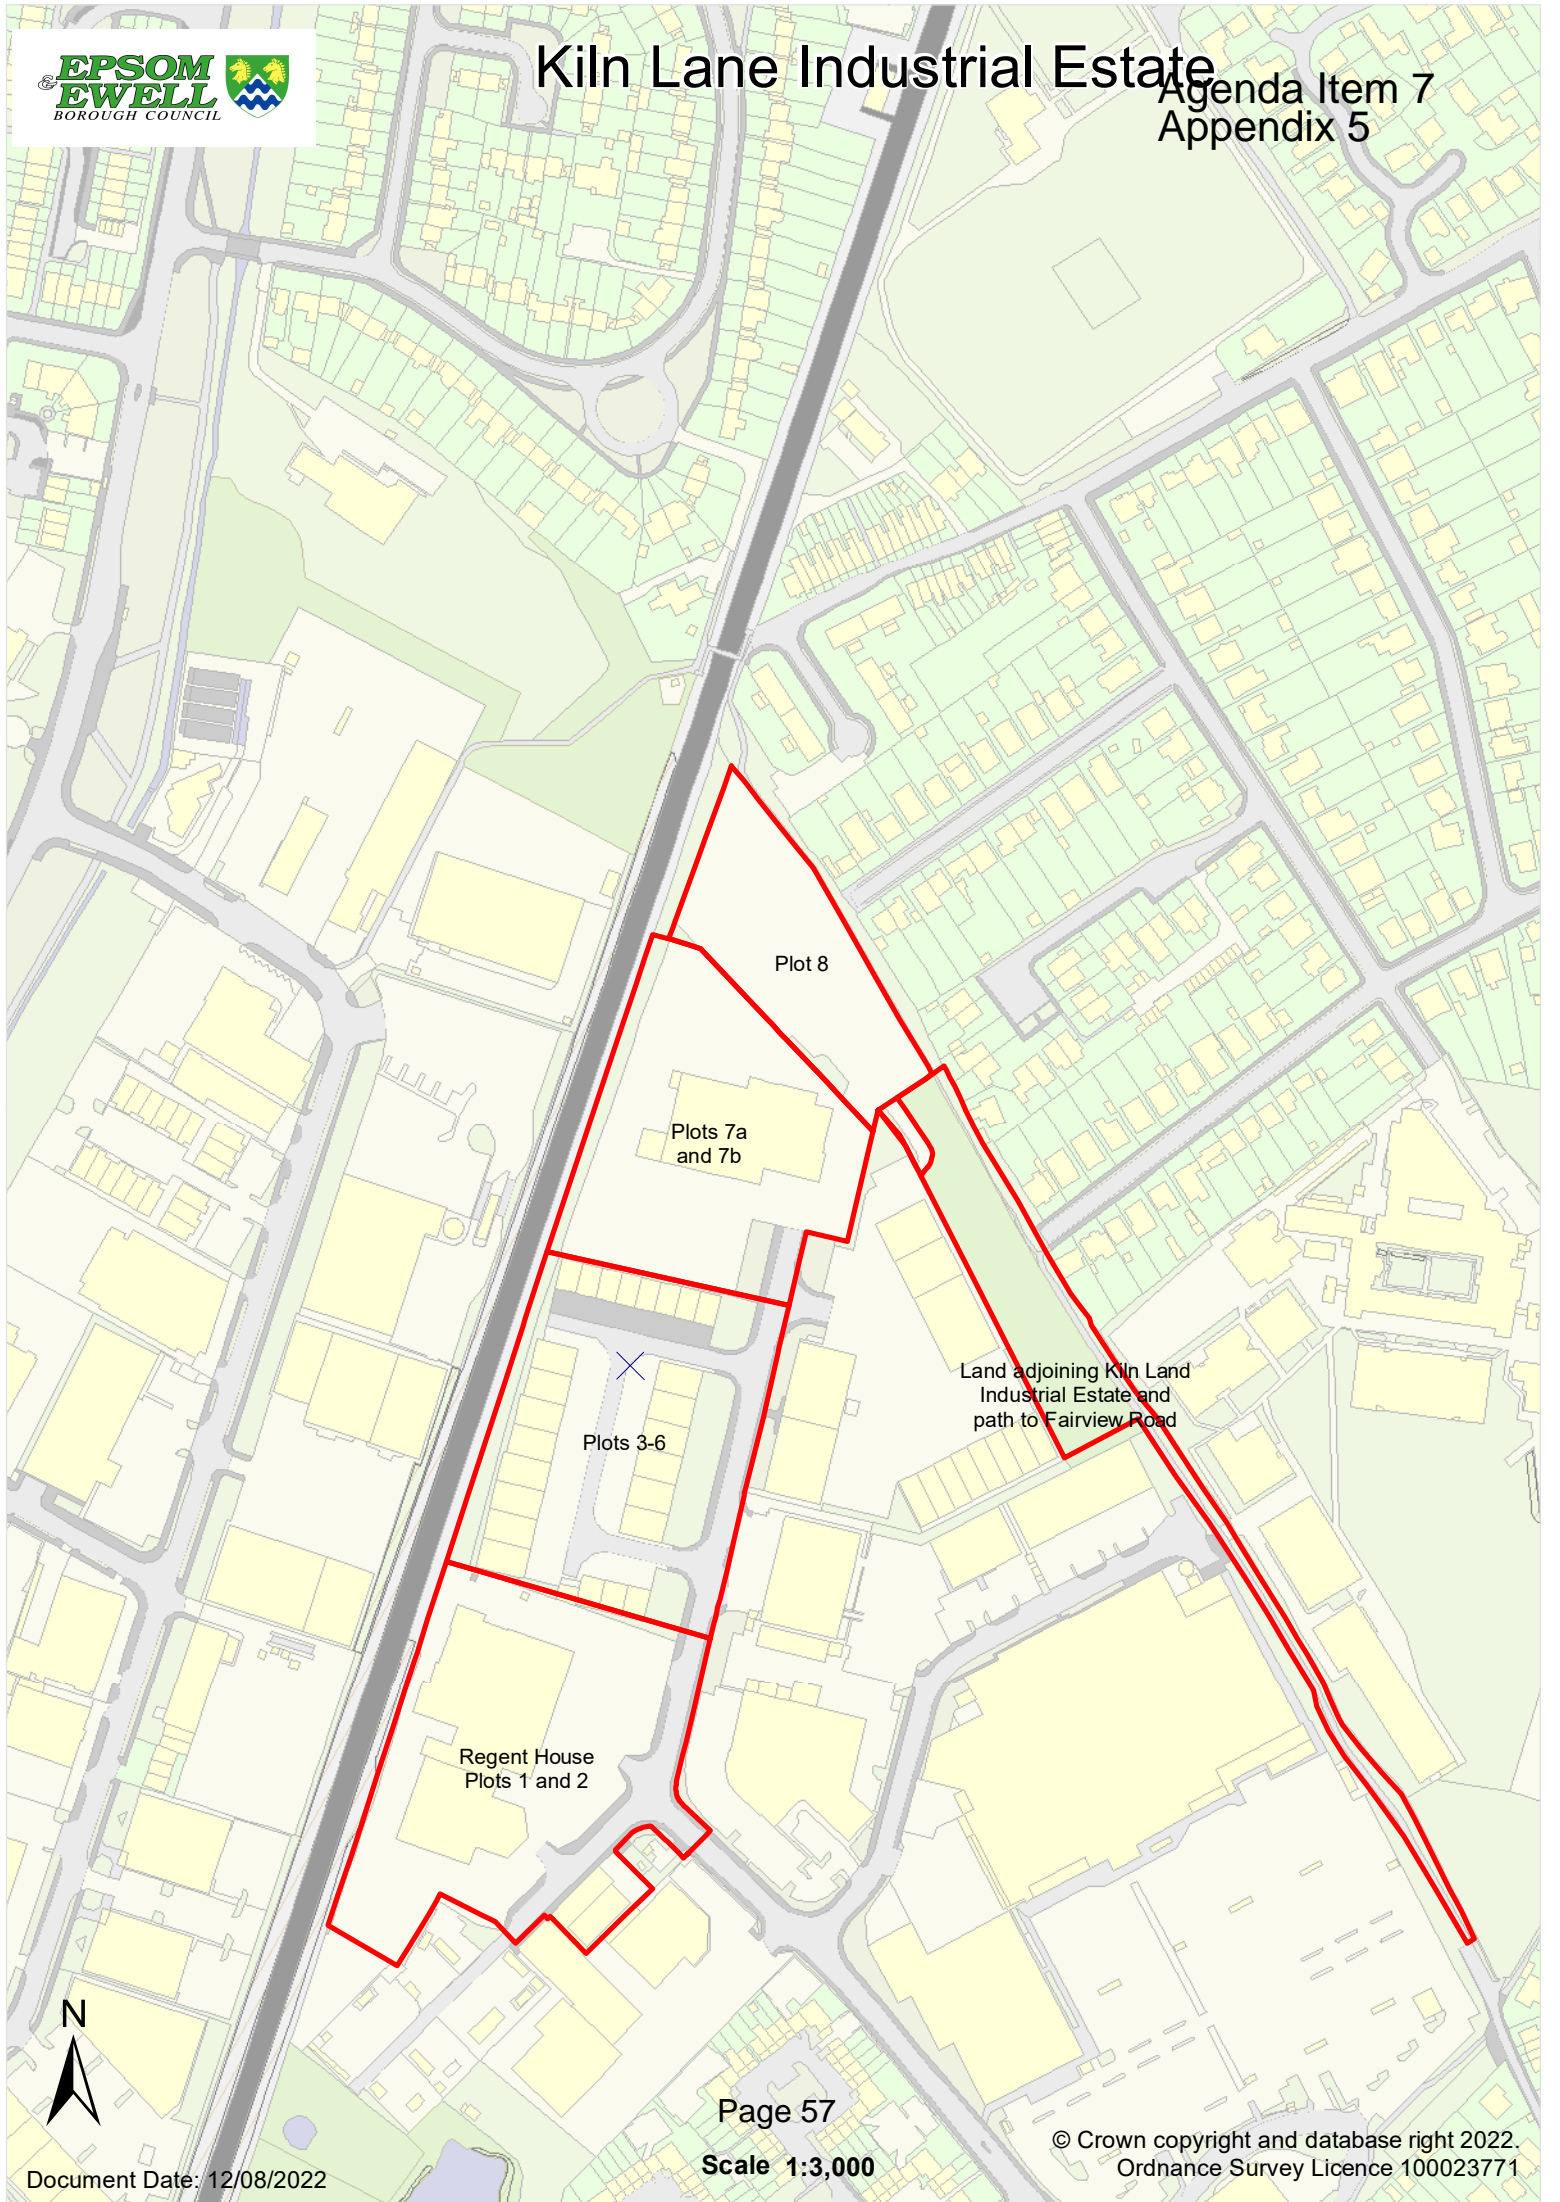 EPSOM
& EWELL
BOROUGH COUNCIL
Kiln Lane Industrial Estate
Agenda Item 7
Appendix 5
Plot 8
Plots 7a
and 7b
Land adjoining Kiln Land
Industrial Estate and
path to Fairview Road
Plots 3-6
Regent House
Plots 1 and 2
N
Page 57
Scale 1:3,000
© Crown copyright and database right 2022.
Ordnance Survey Licence 100023771
Document Date: 12/08/2022